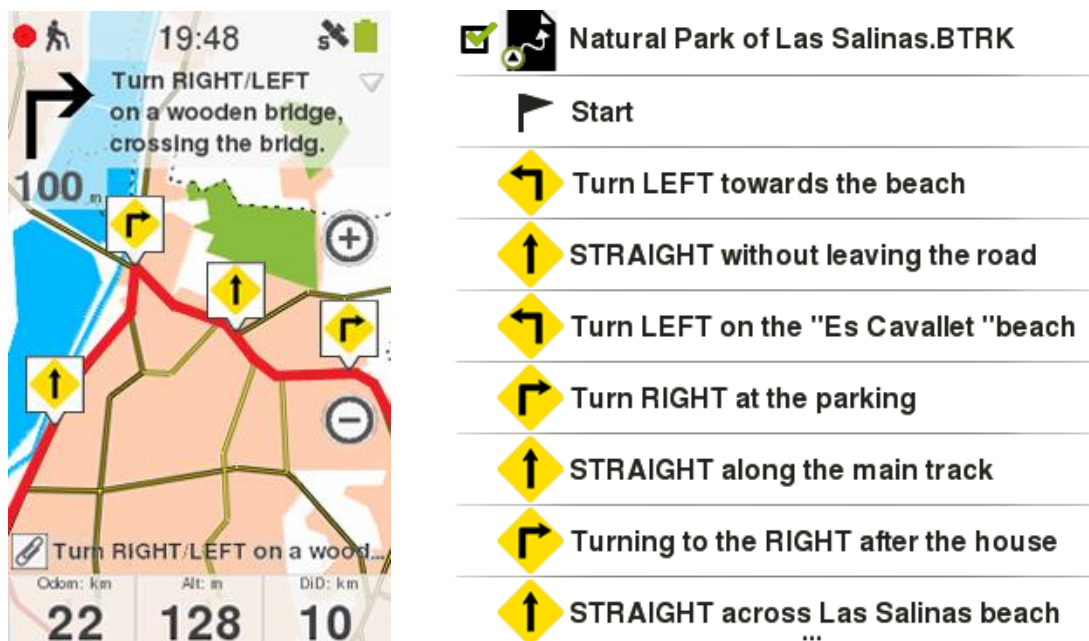 19:48
S
Turn RIGHT/LEFT
on a wooden bridge,
crossing the bridg.
100 m
Turn RIGHT/LEFT on a wood...
Odom: km
Alt: m
DiD: km
22
128
10
Natural Park of Las Salinas.BTRK
Start
Turn LEFT towards the beach
STRAIGHT without leaving the road
Turn LEFT on the "Es Cavallet "beach
Turn RIGHT at the parking
STRAIGHT along the main track
Turning to the RIGHT after the house
STRAIGHT across Las Salinas beach
...